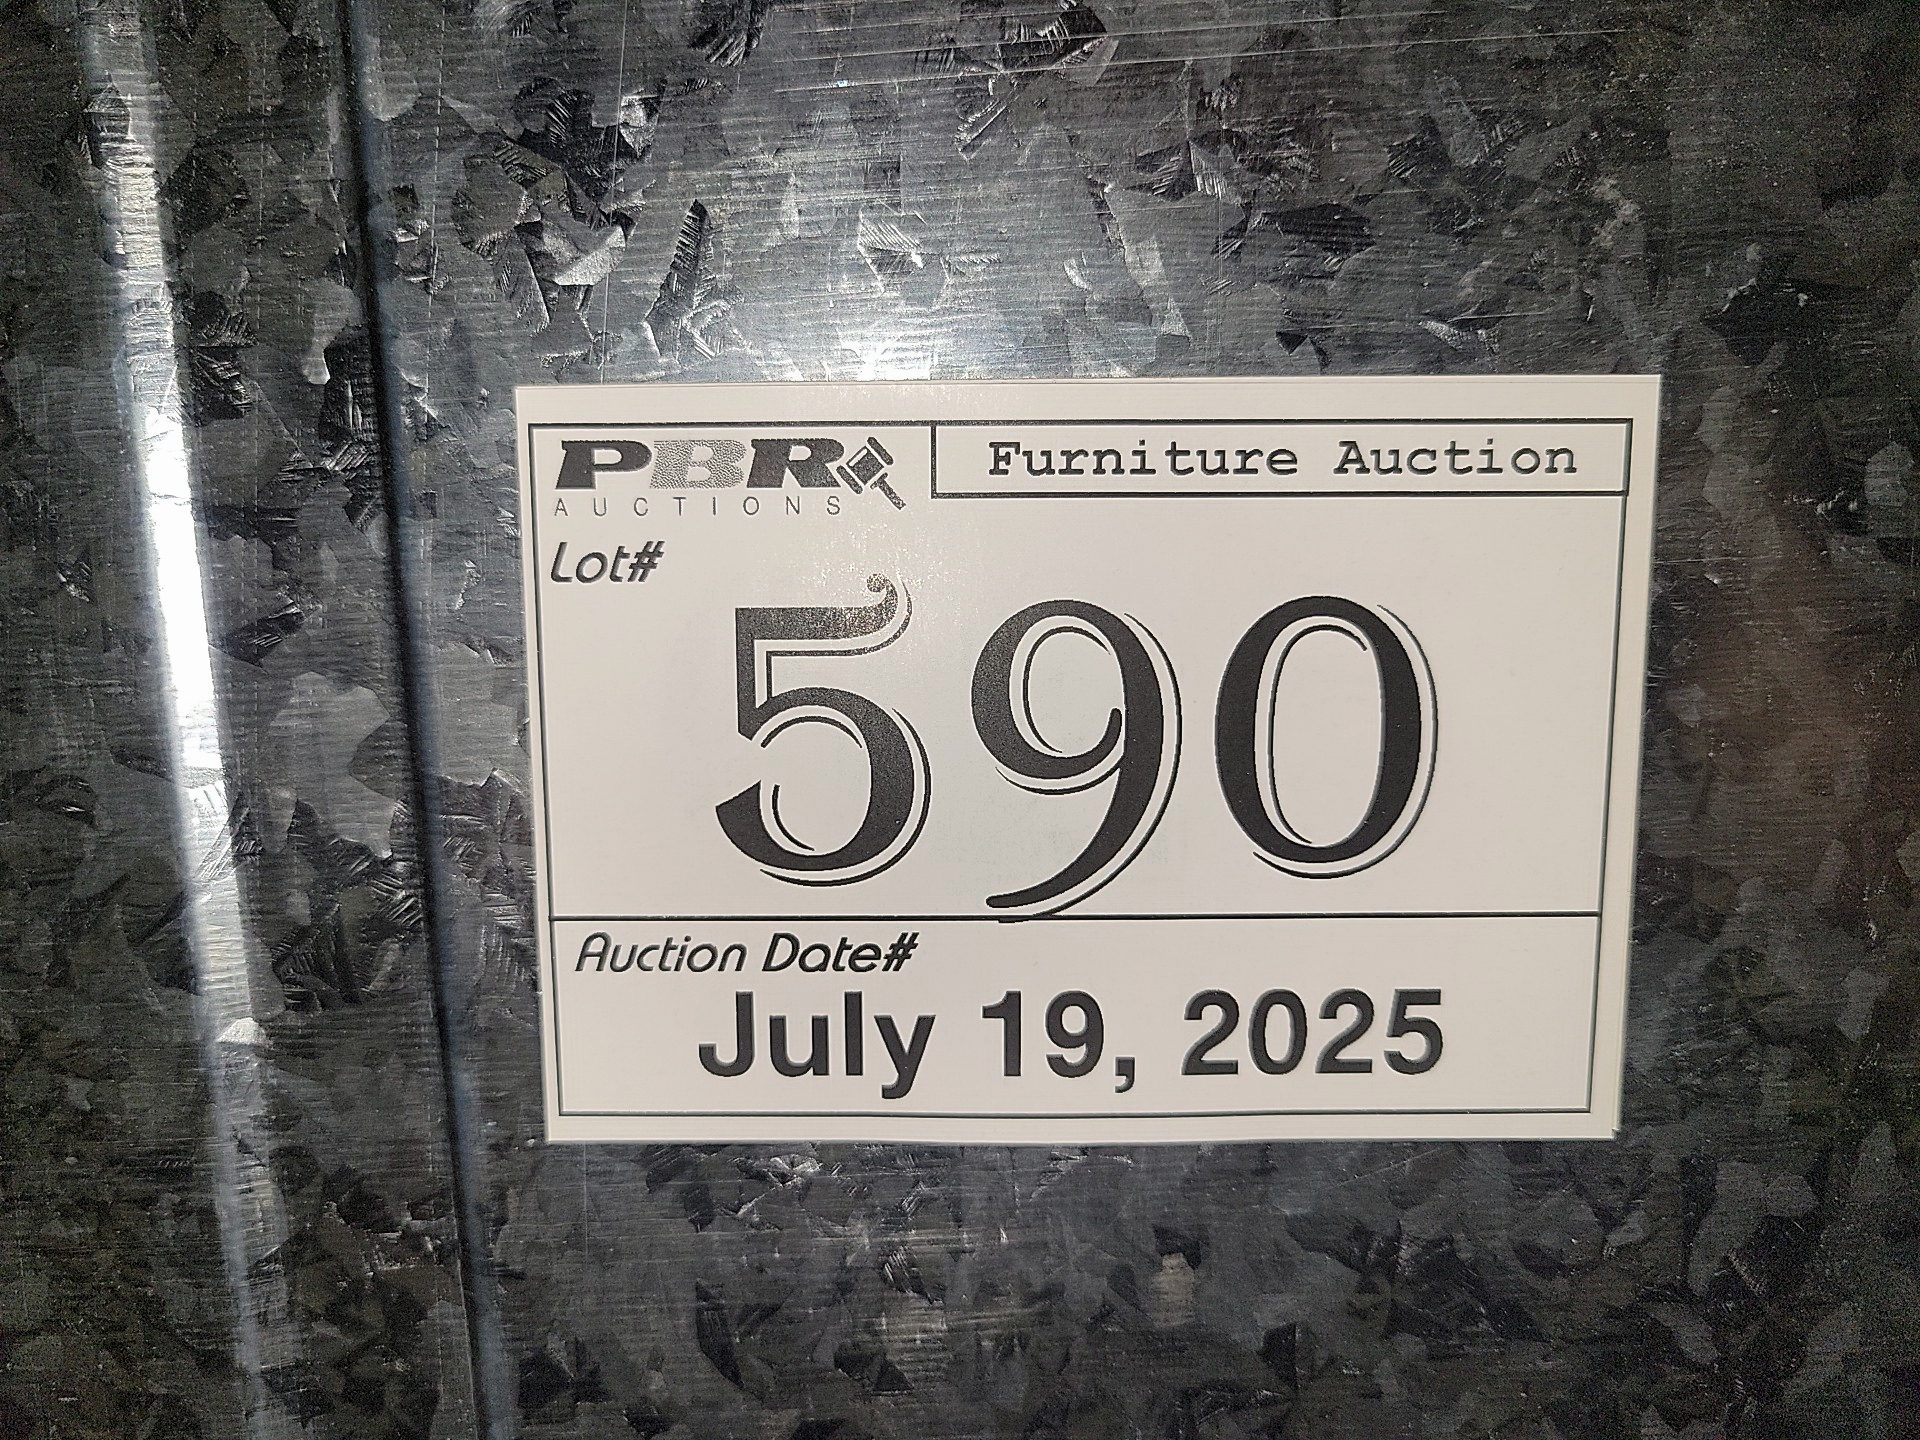 PBR
AUCTIONS
Furniture Auction
Lot#
590
Auction Date#
July 19, 2025